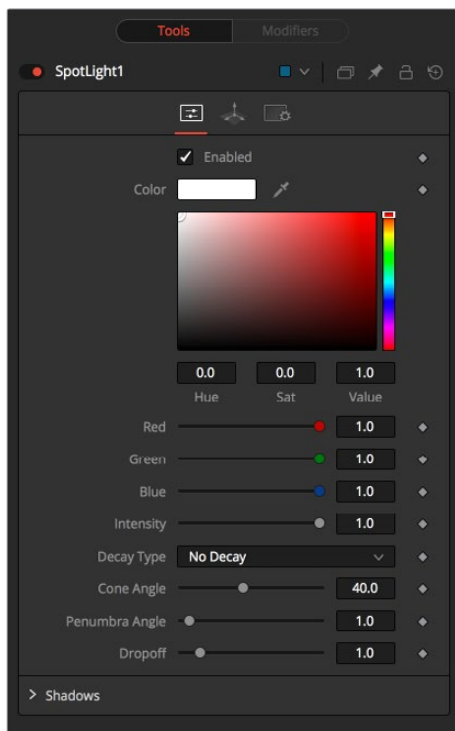 Tools Modifiers
SpotLight1
Enabled
Color
0.0 0.0 1.0
Hue Sat Value
Red 1.0
Green 1.0
Blue 1.0
Intensity 1.0
Decay Type No Decay
Cone Angle 40.0
Penumbra Angle 1.0
Dropoff 1.0
Shadows